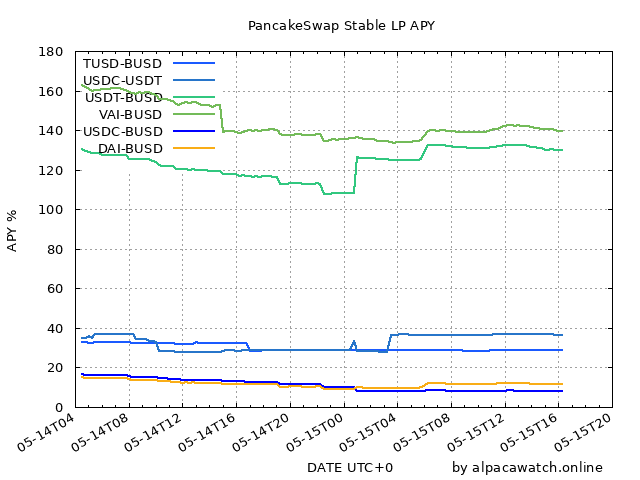 PancakeSwap Stable LP APY
180
160
140
120
100
80
60
40
20
0
APY %
TUSD-BUSD
USDC-USDT
USDT-BUSD
VAI-BUSD
USDC-BUSD
DAI-BUSD
05-14T04
05-14T08
05-14T12
05-14T16
05-14T20
05-15T00
05-15T04
05-15T08
05-15T12
05-15T16
05-15T20
DATE UTC+0
by alpacawatch.online